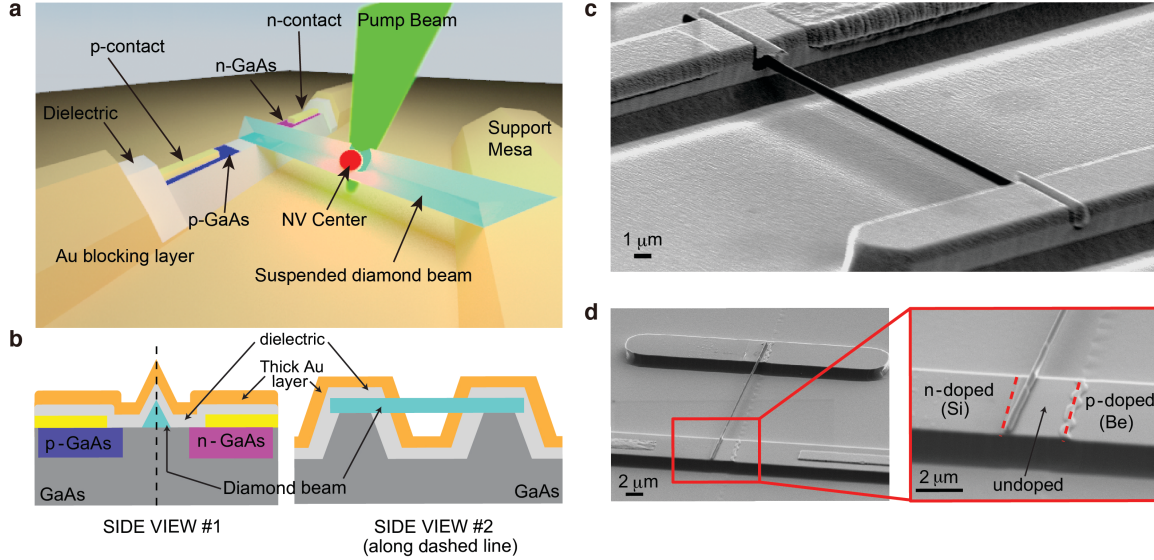 a
n-contact
Pump Beam
p-contact
n-GaAs
Dielectric
Support
Mesa
p-GaAs
NV Center
Au blocking layer
Suspended diamond beam
b
dielectric
Thick Au
layer
p-GaAs
n-GaAs
Diamond beam
GaAs
GaAs
SIDE VIEW #1
SIDE VIEW #2
(along dashed line)
c
1 μm
d
n-doped
(Si)
p-doped
(Be)
undoped
2 μm
2 μm